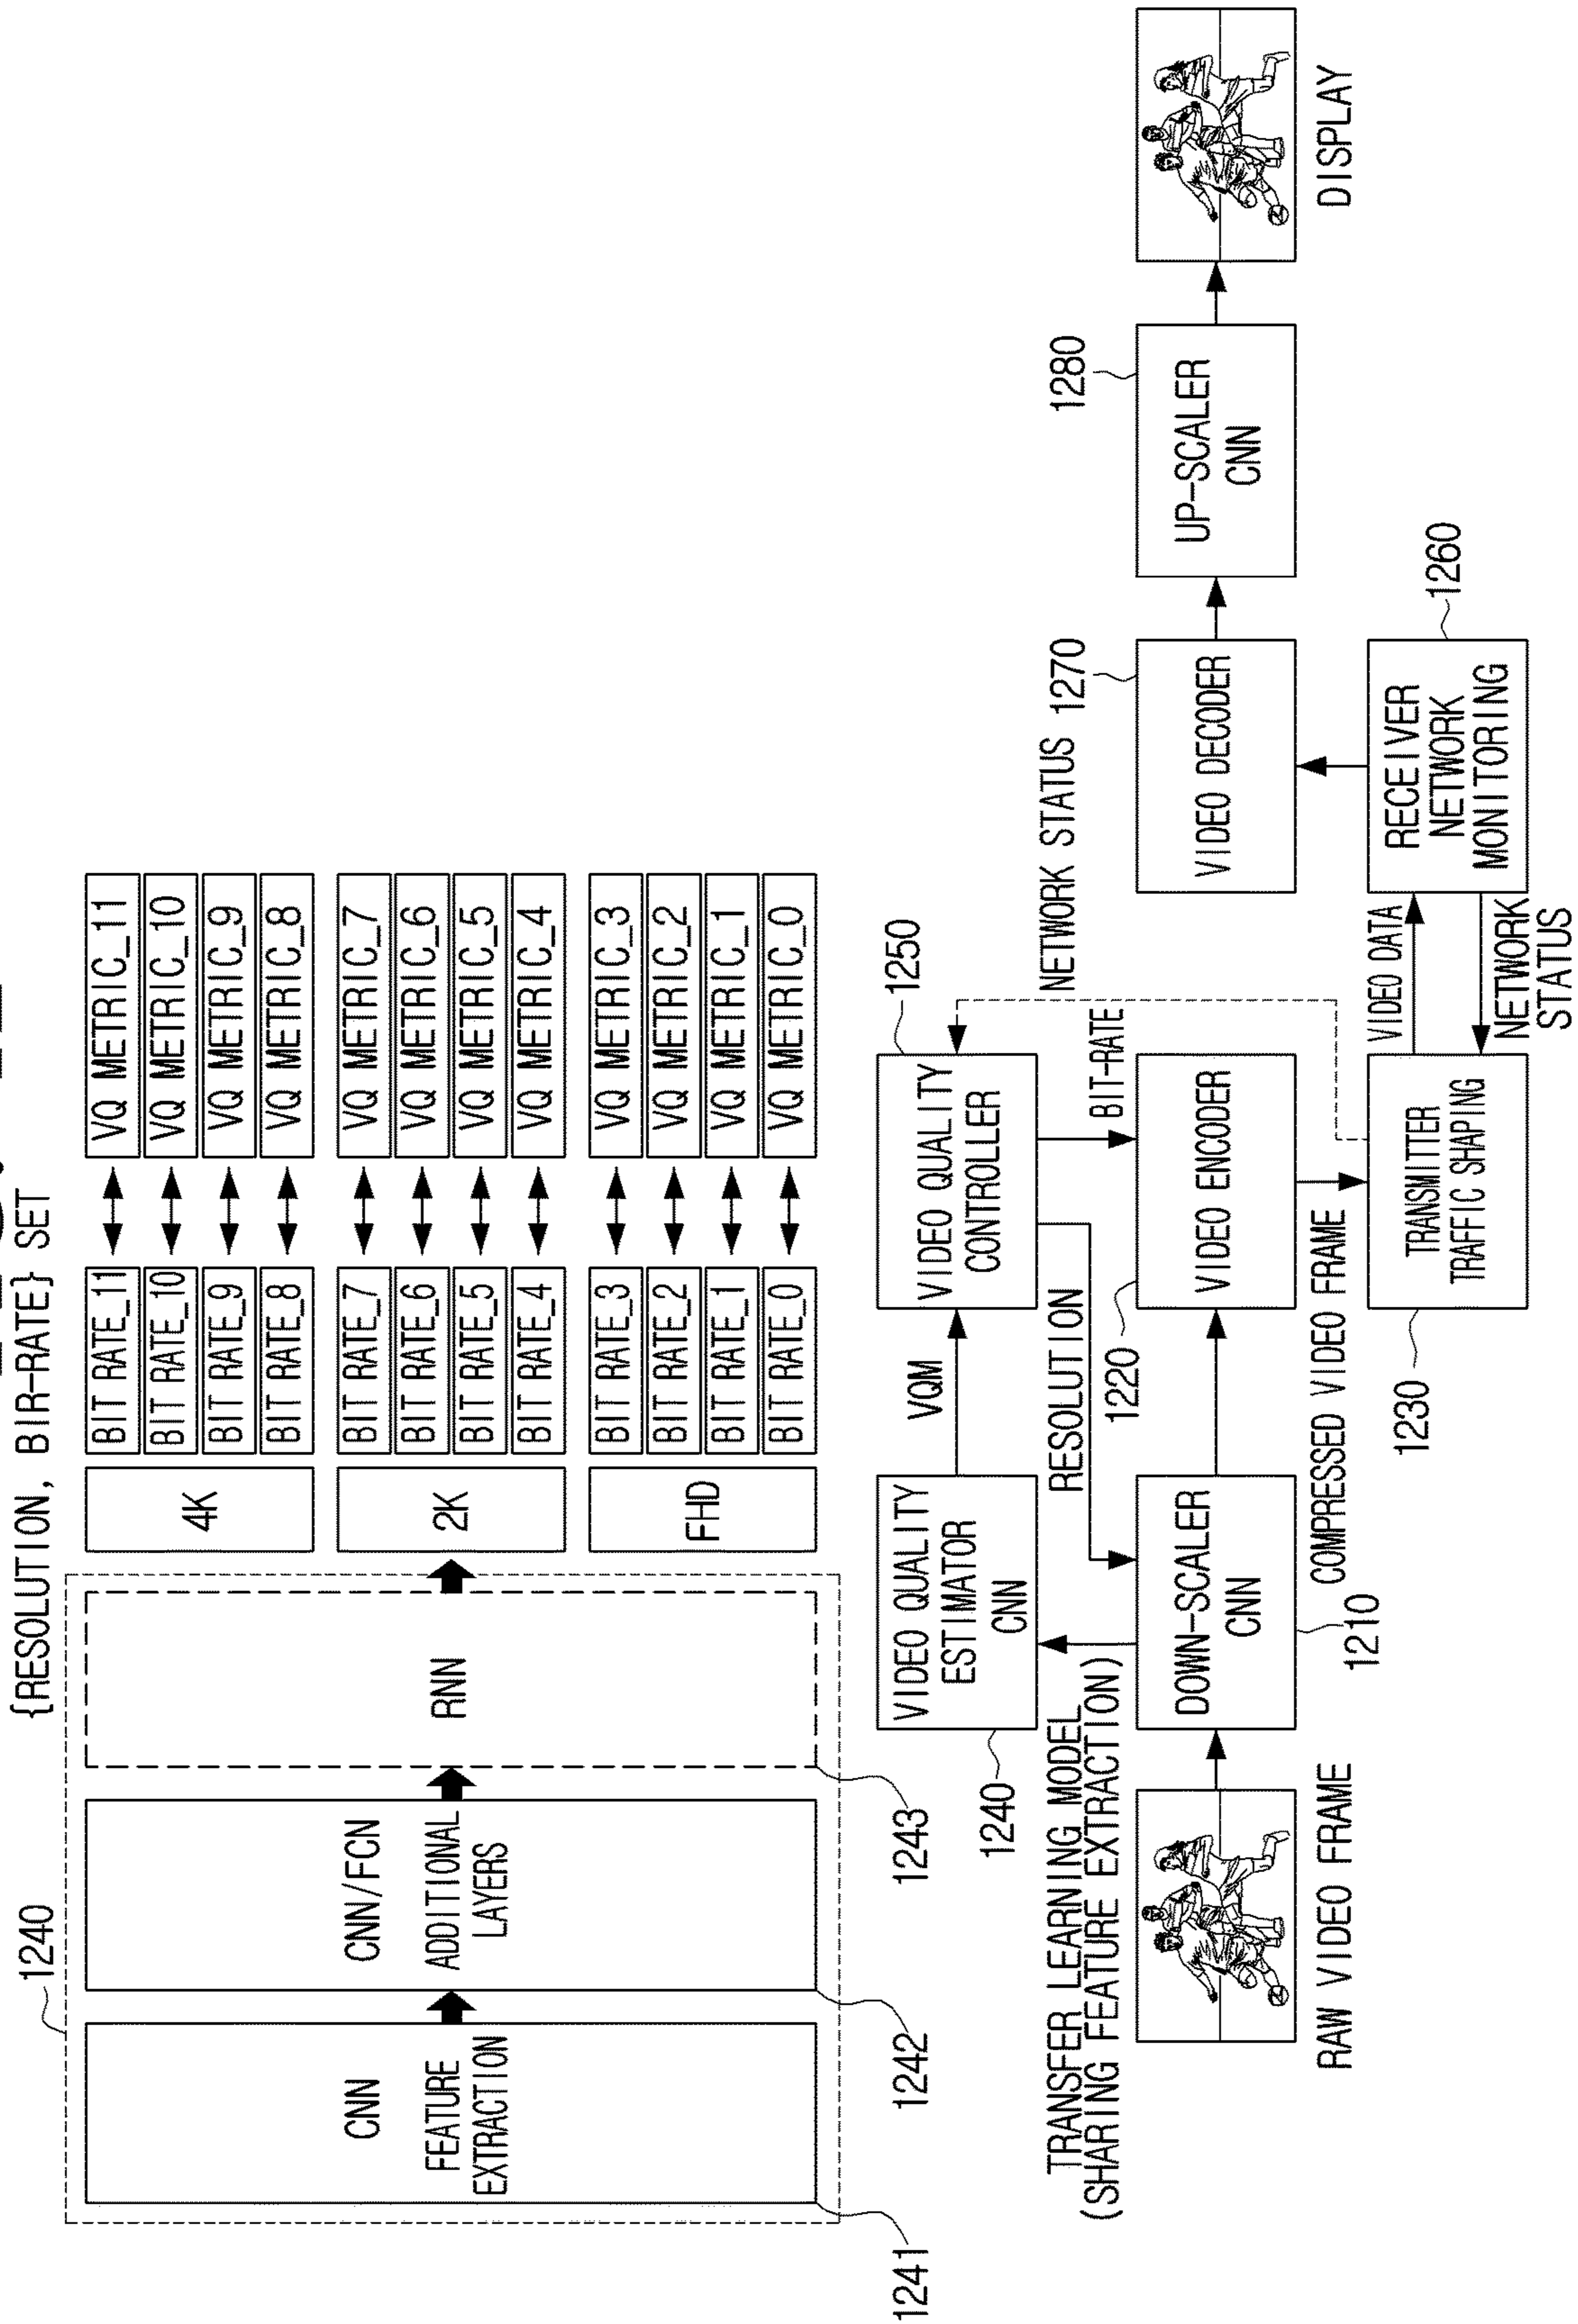 {RESOLUTION, BIR-RATE} SET
1240
CNN
FEATURE
EXTRACTION
1241
CNN/FCN
ADDITIONAL
LAYERS
1242
RNN
1243
4K
BIT RATE_11
VQ METRIC_11
BIT RATE_10
VQ METRIC_10
BIT RATE_9
VQ METRIC_9
BIT RATE_8
VQ METRIC_8
2K
BIT RATE_7
VQ METRIC_7
BIT RATE_6
VQ METRIC_6
BIT RATE_5
VQ METRIC_5
BIT RATE_4
VQ METRIC_4
FHD
BIT RATE_3
VQ METRIC_3
BIT RATE_2
VQ METRIC_2
BIT RATE_1
VQ METRIC_1
BIT RATE_0
VQ METRIC_0
1240
VIDEO QUALITY
ESTIMATOR
CNN
VQM
1250
VIDEO QUALITY
CONTROLLER
NETWORK STATUS
TRANSFER LEARNING MODEL
(SHARING FEATURE EXTRACTION)
RESOLUTION
BIT-RATE
RAW VIDEO FRAME
DOWN-SCALER
CNN
1210
1220
VIDEO ENCODER
COMPRESSED VIDEO FRAME
1230
TRANSMITTER
TRAFFIC SHAPING
VIDEO DATA
NETWORK
STATUS
RECEIVER
NETWORK
MONITORING
1260
1270
VIDEO DECODER
1280
UP-SCALER
CNN
DISPLAY